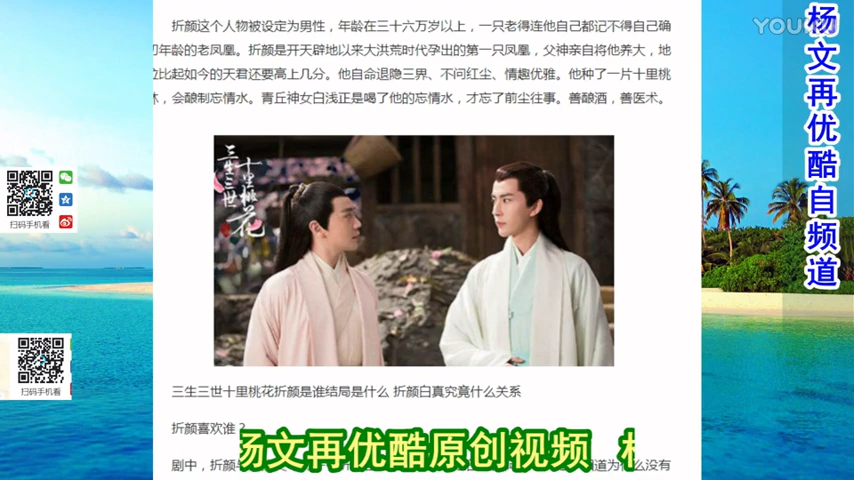 折颜这个人物被设定为男性，年龄在三十六万岁以上，一只老得连他自己都记不得自己确
切年龄的老凤凰。折颜是开天辟地以来大洪荒时代孕出的第一只凤凰，父神亲自将他养大，地
位比起如今的天君还要高上几分。他自命退隐三界、不问红尘、情趣优雅。他种了一片十里桃
林，会酿制忘情水。青丘神女白浅正是喝了他的忘情水，才忘了前尘往事。善酿酒，善医术。
YOUKU
杨文再优酷自频道
扫码手机看
扫码手机看
三生三世
十里桃花
三生三世十里桃花折颜是谁结局是什么 折颜白真究竟什么关系
折颜喜欢谁？
杨文再优酷原创视频
剧中，折颜
道为什么没有